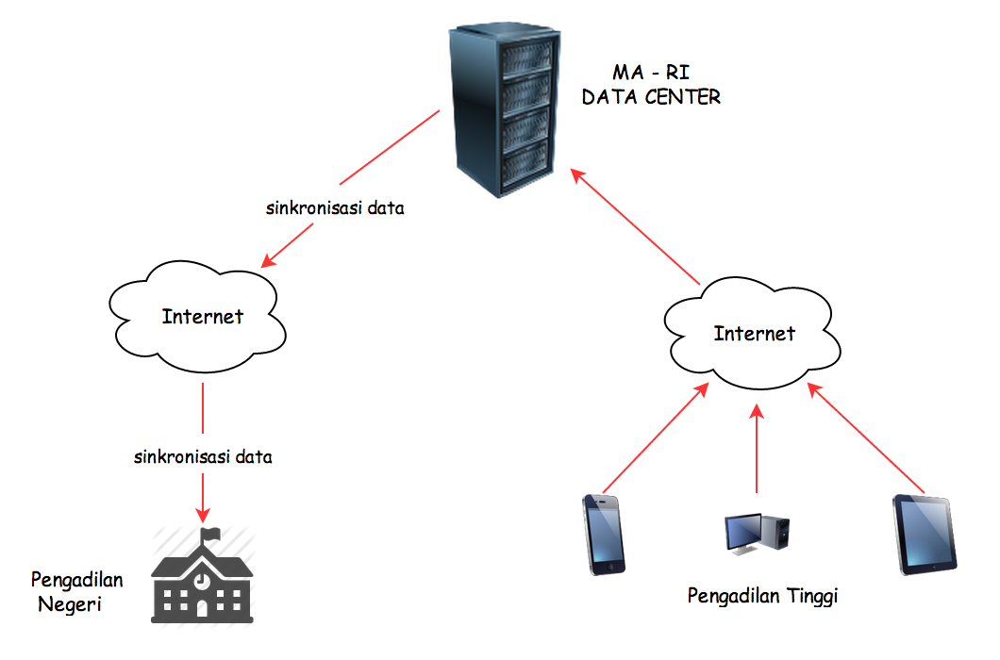 MA - RI
DATA CENTER
sinkronisasi data
Internet
Internet
sinkronisasi data
Pengadilan
Negeri
Pengadilan Tinggi